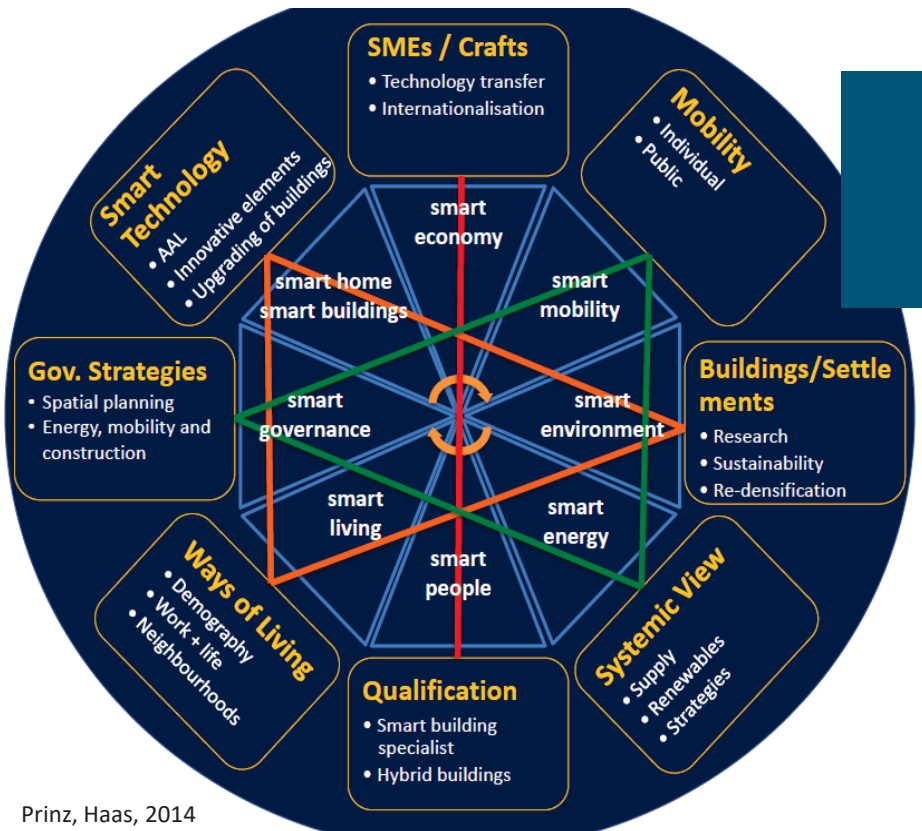 SMEs / Crafts
• Technology transfer
• Internationalisation
Mobility
• Individual
• Public
Smart
Technology
• AAL
• Innovative elements
• Upgrading of buildings
smart
economy
smart home
smart buildings
smart
mobility
Gov. Strategies
• Spatial planning
• Energy, mobility and
construction
smart
governance
smart
environment
Buildings/Settle
ments
• Research
• Sustainability
• Re-densification
smart
living
smart
energy
smart
people
Ways of Living
• Demography
• Work + life
• Neighbourhoods
Qualification
• Smart building
specialist
• Hybrid buildings
Systemic View
• Supply
• Renewables
• Strategies
Prinz, Haas, 2014